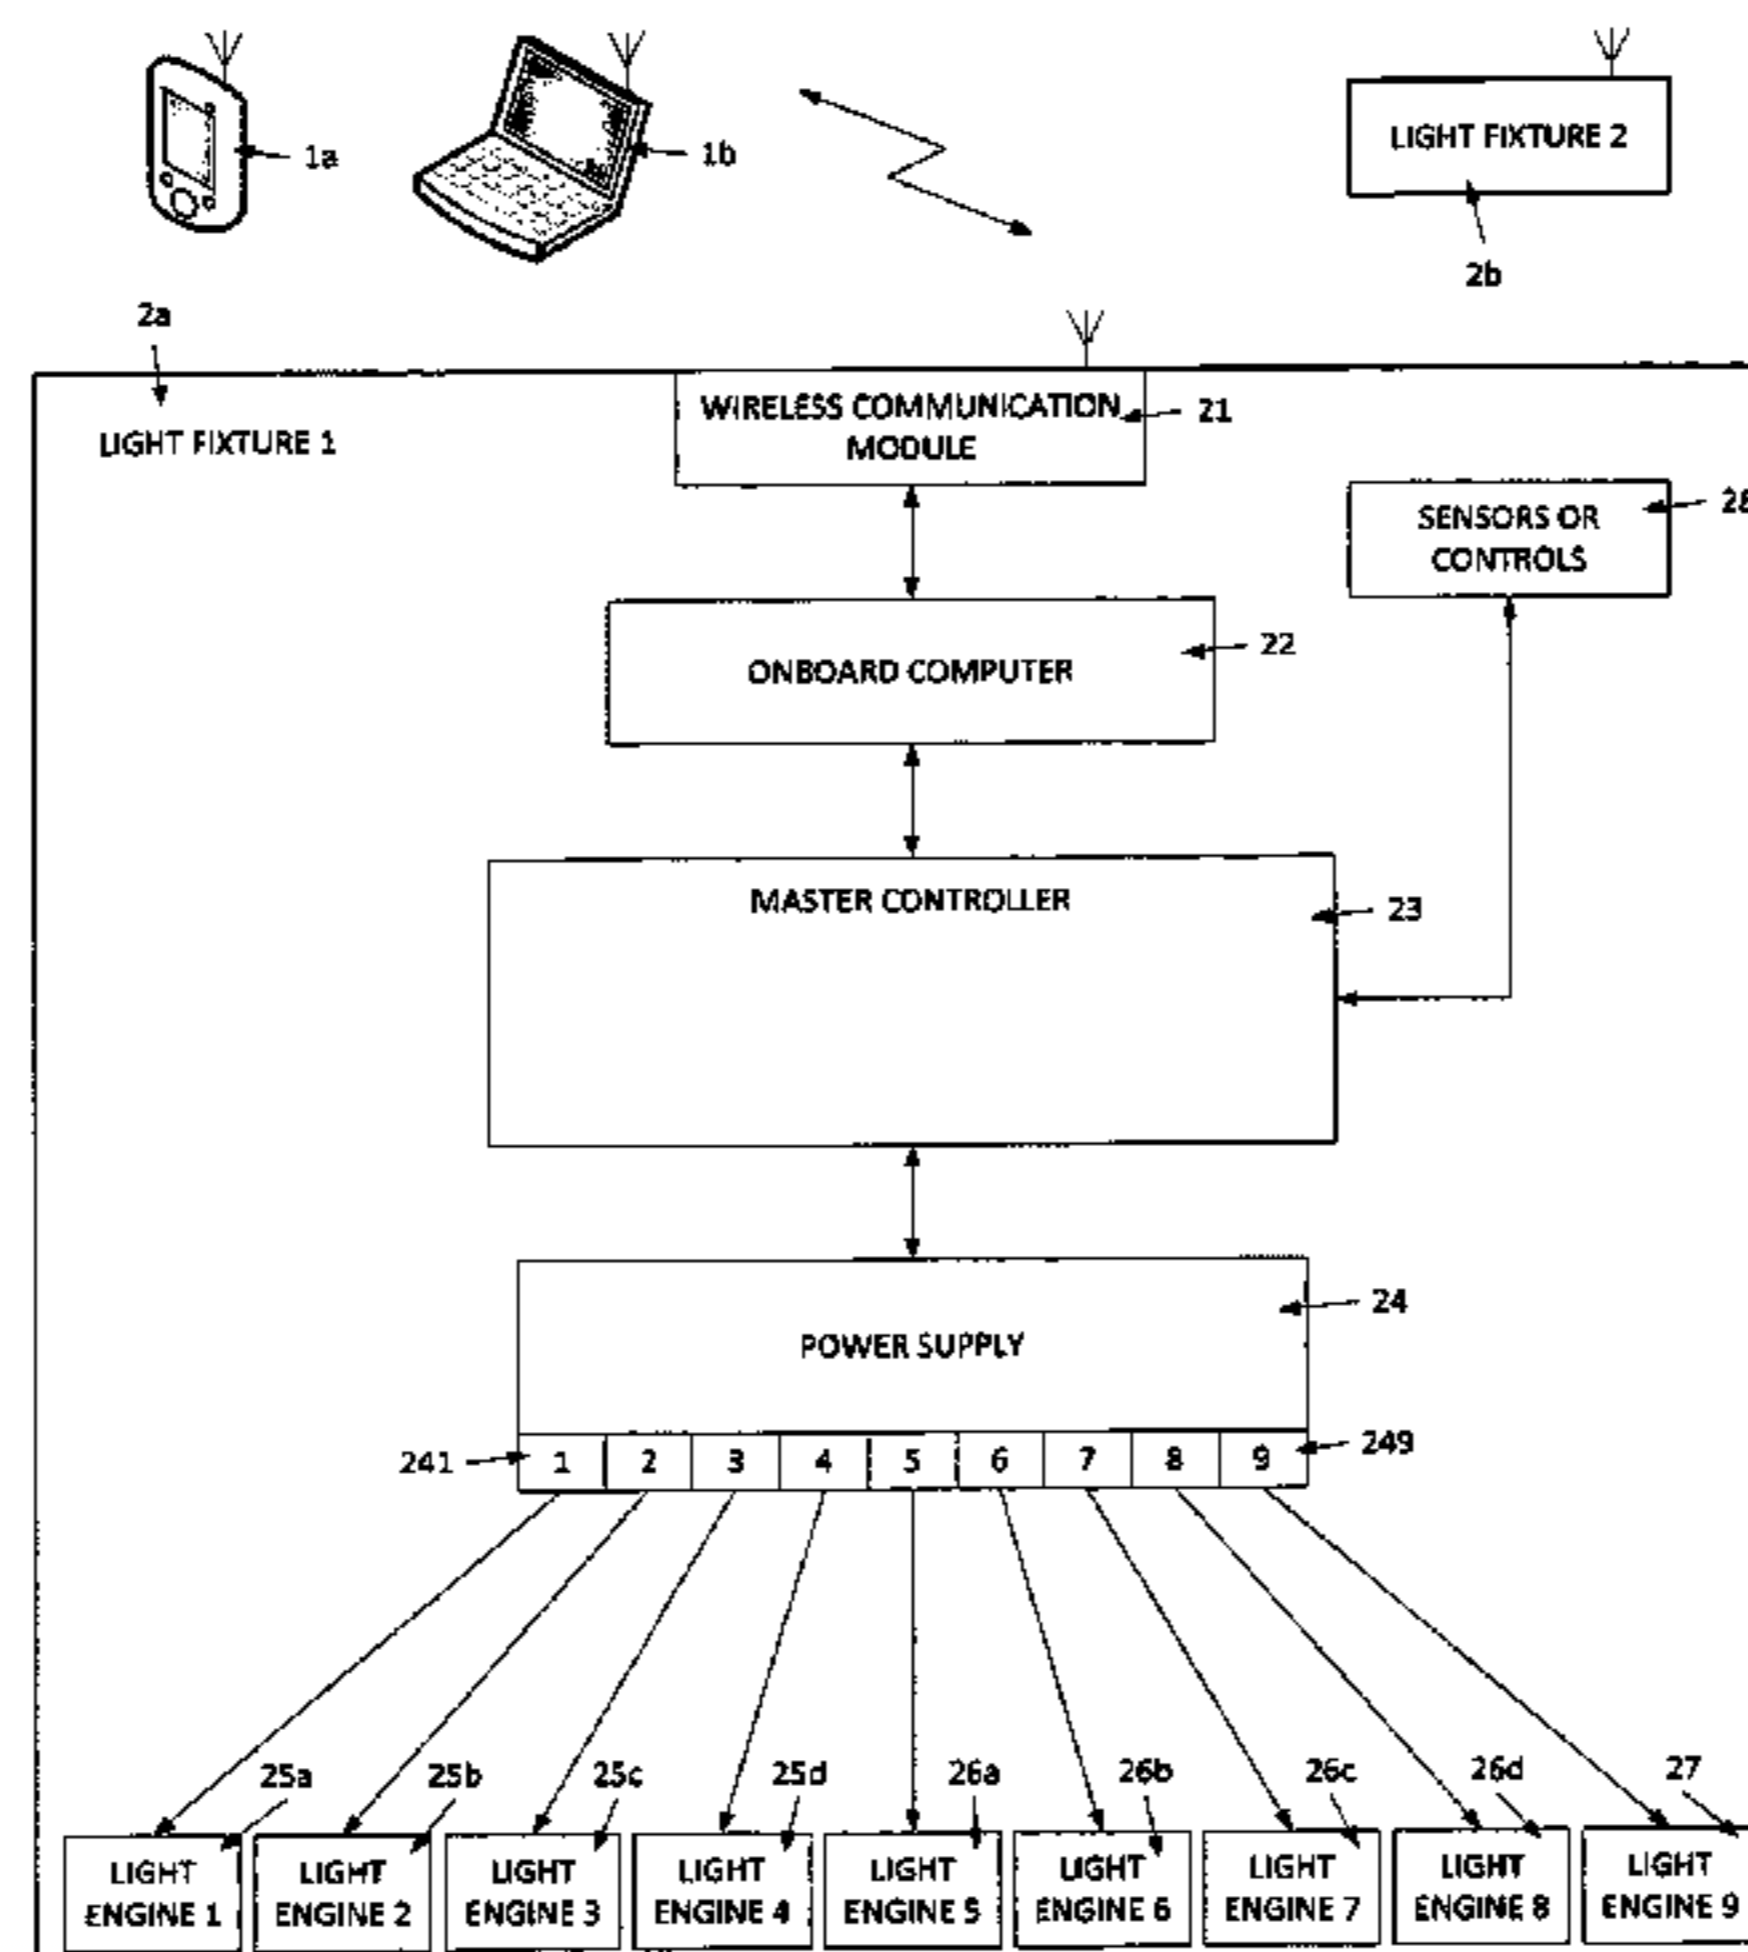 1a
1b
LIGHT FIXTURE 2
2b
2a
LIGHT FIXTURE 1
WIRELESS COMMUNICATION
MODULE
21
SENSORS OR
CONTROLS
28
ONBOARD COMPUTER
22
MASTER CONTROLLER
23
POWER SUPPLY
24
241
1 2 3 4 5 6 7 8 9
249
25a 25b 25c 25d 26a 26b 26c 26d 27
LIGHT
ENGINE 1
LIGHT
ENGINE 2
LIGHT
ENGINE 3
LIGHT
ENGINE 4
LIGHT
ENGINE 5
LIGHT
ENGINE 6
LIGHT
ENGINE 7
LIGHT
ENGINE 8
LIGHT
ENGINE 9